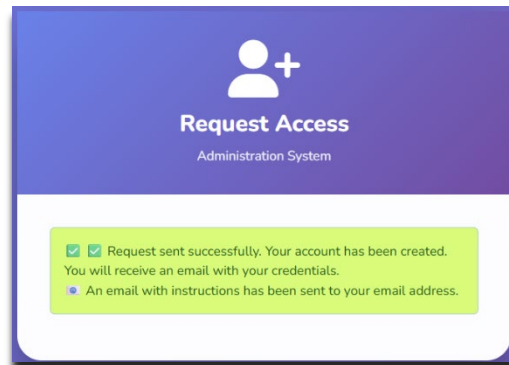 Request Access
Administration System
✅ ✅ Request sent successfully. Your account has been created.
You will receive an email with your credentials.
📧 An email with instructions has been sent to your email address.